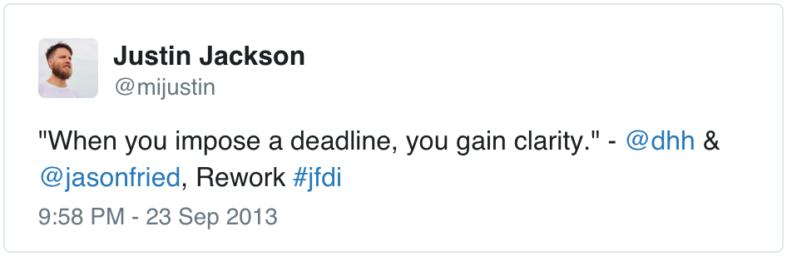 Justin Jackson
@mijustin
"When you impose a deadline, you gain clarity." - @dhh &
@jasonfried, Rework #jfdi
9:58 PM - 23 Sep 2013